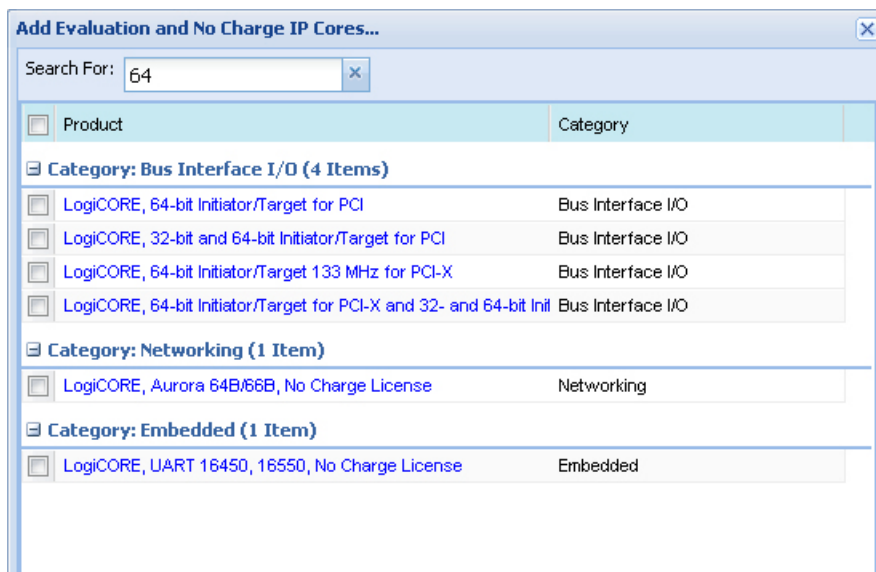 Add Evaluation and No Charge IP Cores...
Search For: 64
Product Category
Category: Bus Interface I/O (4 Items)
LogiCORE, 64-bit Initiator/Target for PCI Bus Interface I/O
LogiCORE, 32-bit and 64-bit Initiator/Target for PCI Bus Interface I/O
LogiCORE, 64-bit Initiator/Target 133 MHz for PCI-X Bus Interface I/O
LogiCORE, 64-bit Initiator/Target for PCI-X and 32- and 64-bit Init Bus Interface I/O
Category: Networking (1 Item)
LogiCORE, Aurora 64B/66B, No Charge License Networking
Category: Embedded (1 Item)
LogiCORE, UART 16450, 16550, No Charge License Embedded